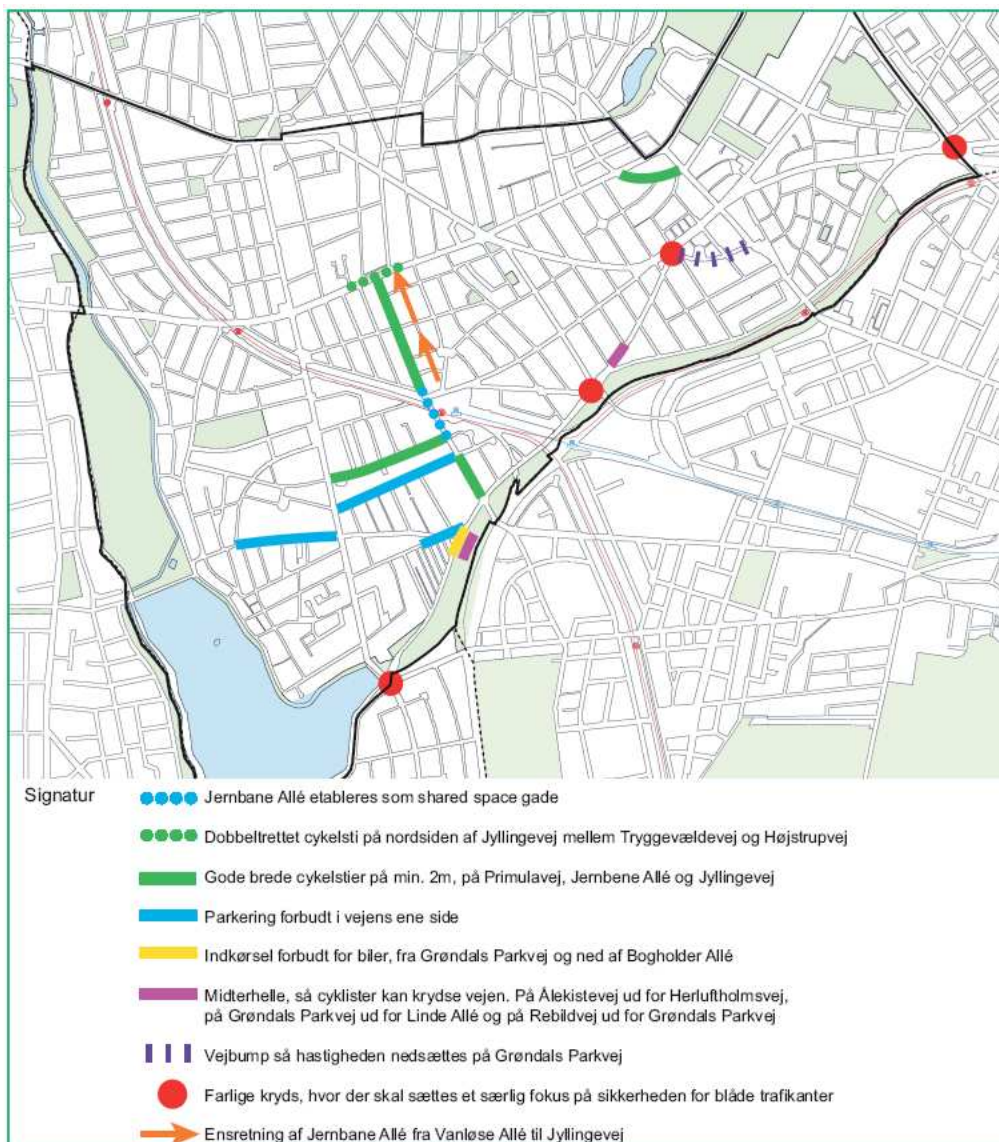 Signatur
Jernbane Allé etableres som shared space gade
Dobbeltrettet cykelsti på nordsiden af Jyllingevej mellem Tryggevældevej og Højstrupvej
Gode brede cykelstier på min. 2m, på Primulavej, Jernbene Allé og Jyllingevej
Parkering forbudt i vejens ene side
Indkørsel forbudt for biler, fra Grøndals Parkvej og ned af Bogholder Allé
Midterhelle, så cyklister kan krydse vejen. På Ålekistevej ud for Herluftholmsvej,
på Grøndals Parkvej ud for Linde Allé og på Rebildvej ud for Grøndals Parkvej
Vejbump så hastigheden nedsættes på Grøndals Parkvej
Farlige kryds, hvor der skal sættes et særlig fokus på sikkerheden for blåde trafikanter
Ensretning af Jernbane Allé fra Vanløse Allé til Jyllingevej